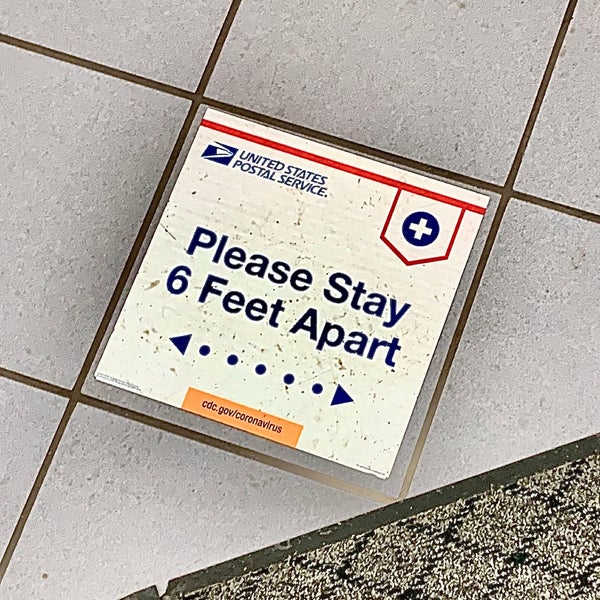 UNITED STATES
POSTAL SERVICE.
Please Stay
6 Feet Apart
cdc.gov/coronavirus